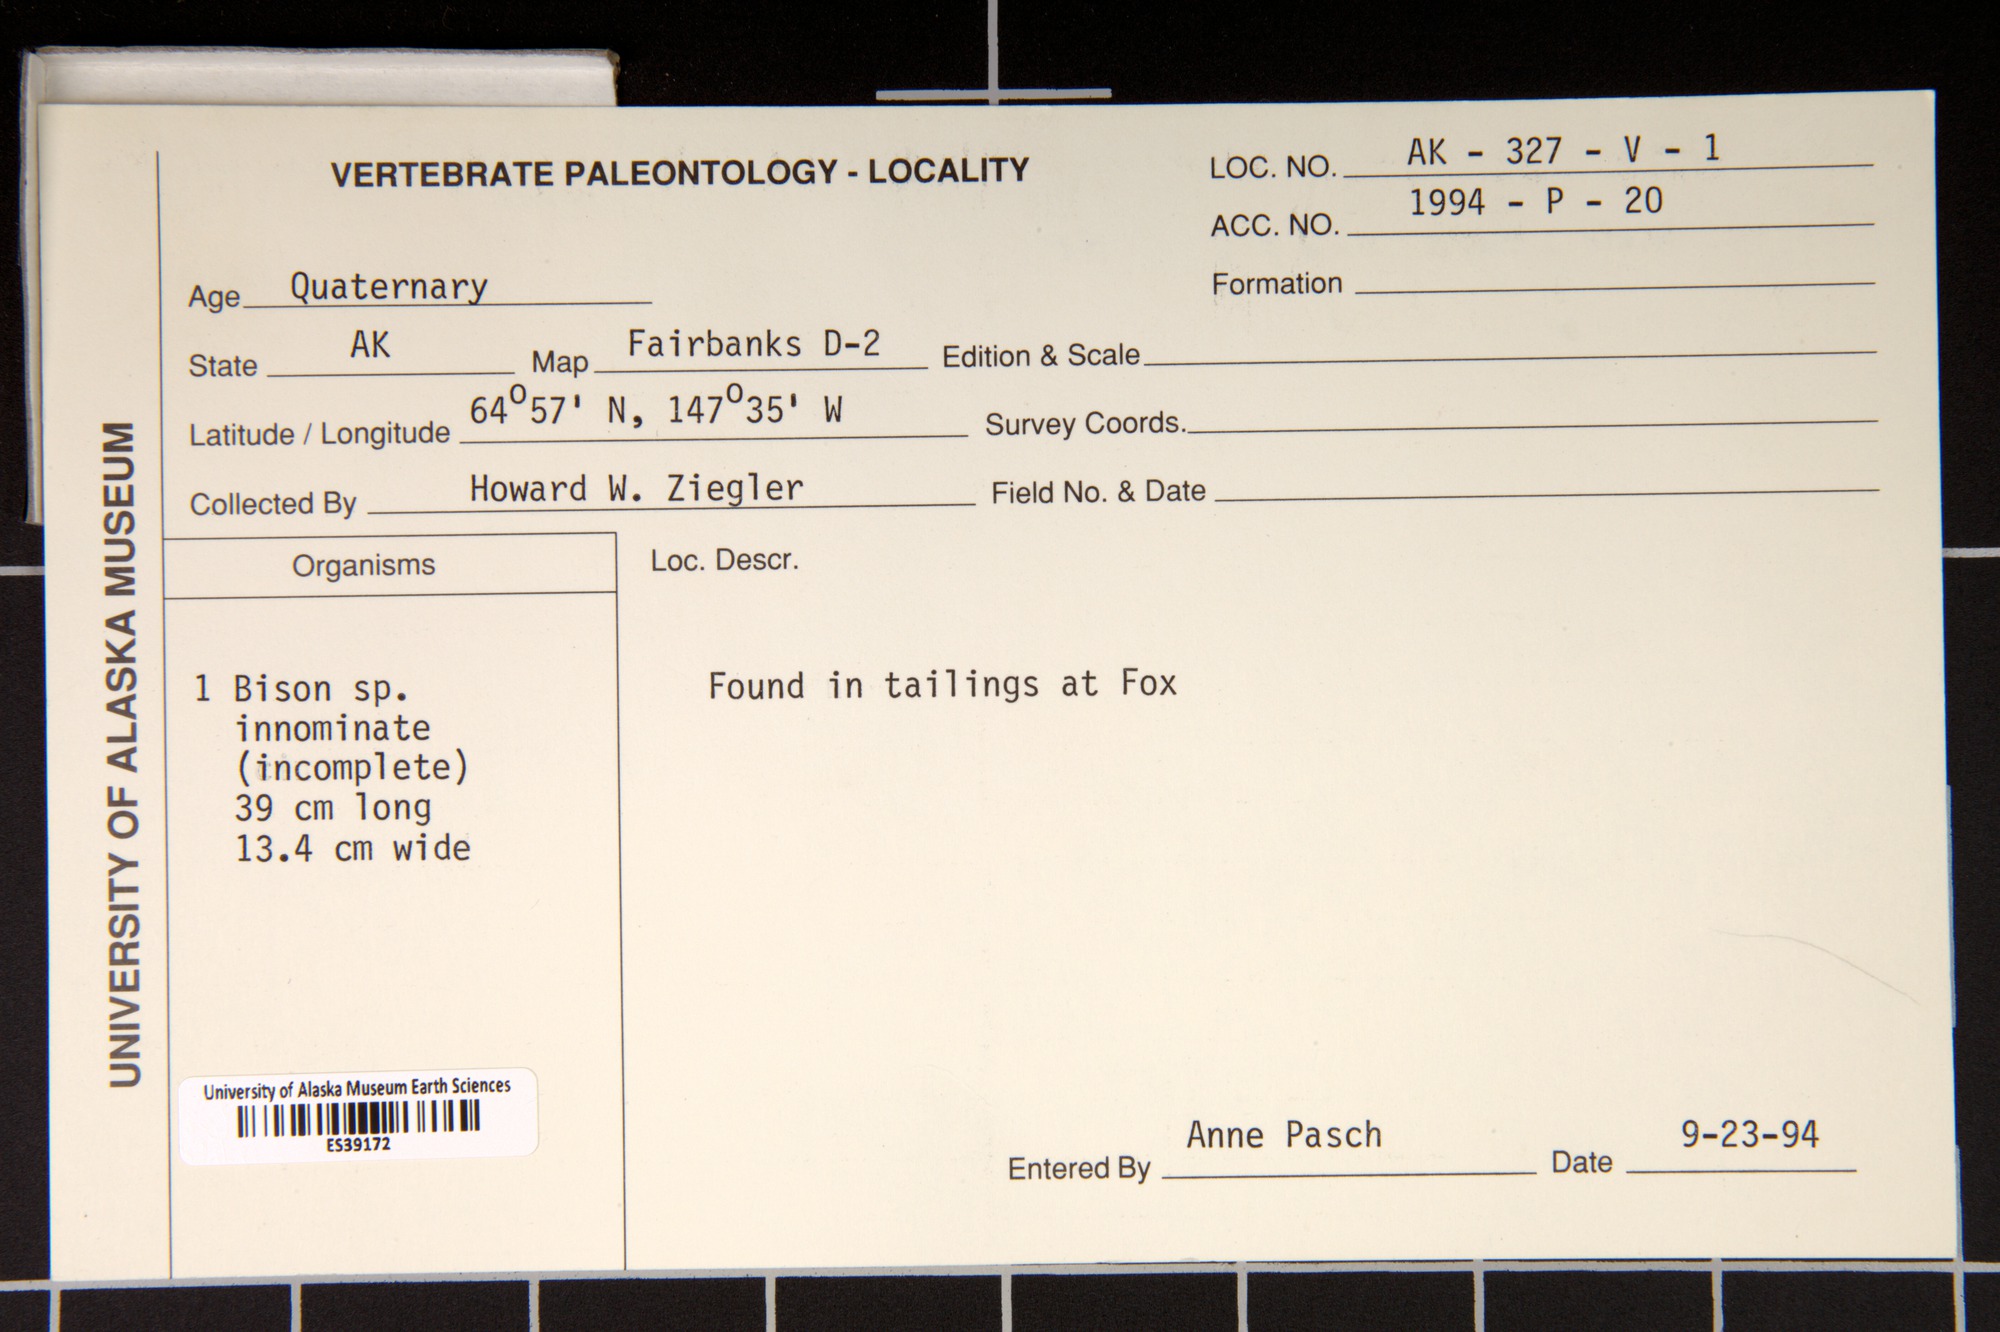 VERTEBRATE PALEONTOLOGY - LOCALITY
LOC. NO. AK - 327 - V - 1
ACC. NO. 1994 - P - 20
Age Quaternary
Formation
State AK Map Fairbanks D-2 Edition & Scale
Latitude / Longitude 64°57' N, 147°35' W Survey Coords.
Collected By Howard W. Ziegler Field No. & Date
Organisms
Loc. Descr.
1 Bison sp.
innominate
(incomplete)
39 cm long
13.4 cm wide
Found in tailings at Fox
UNIVERSITY OF ALASKA MUSEUM
University of Alaska Museum Earth Sciences
ES39172
Entered By Anne Pasch Date 9-23-94